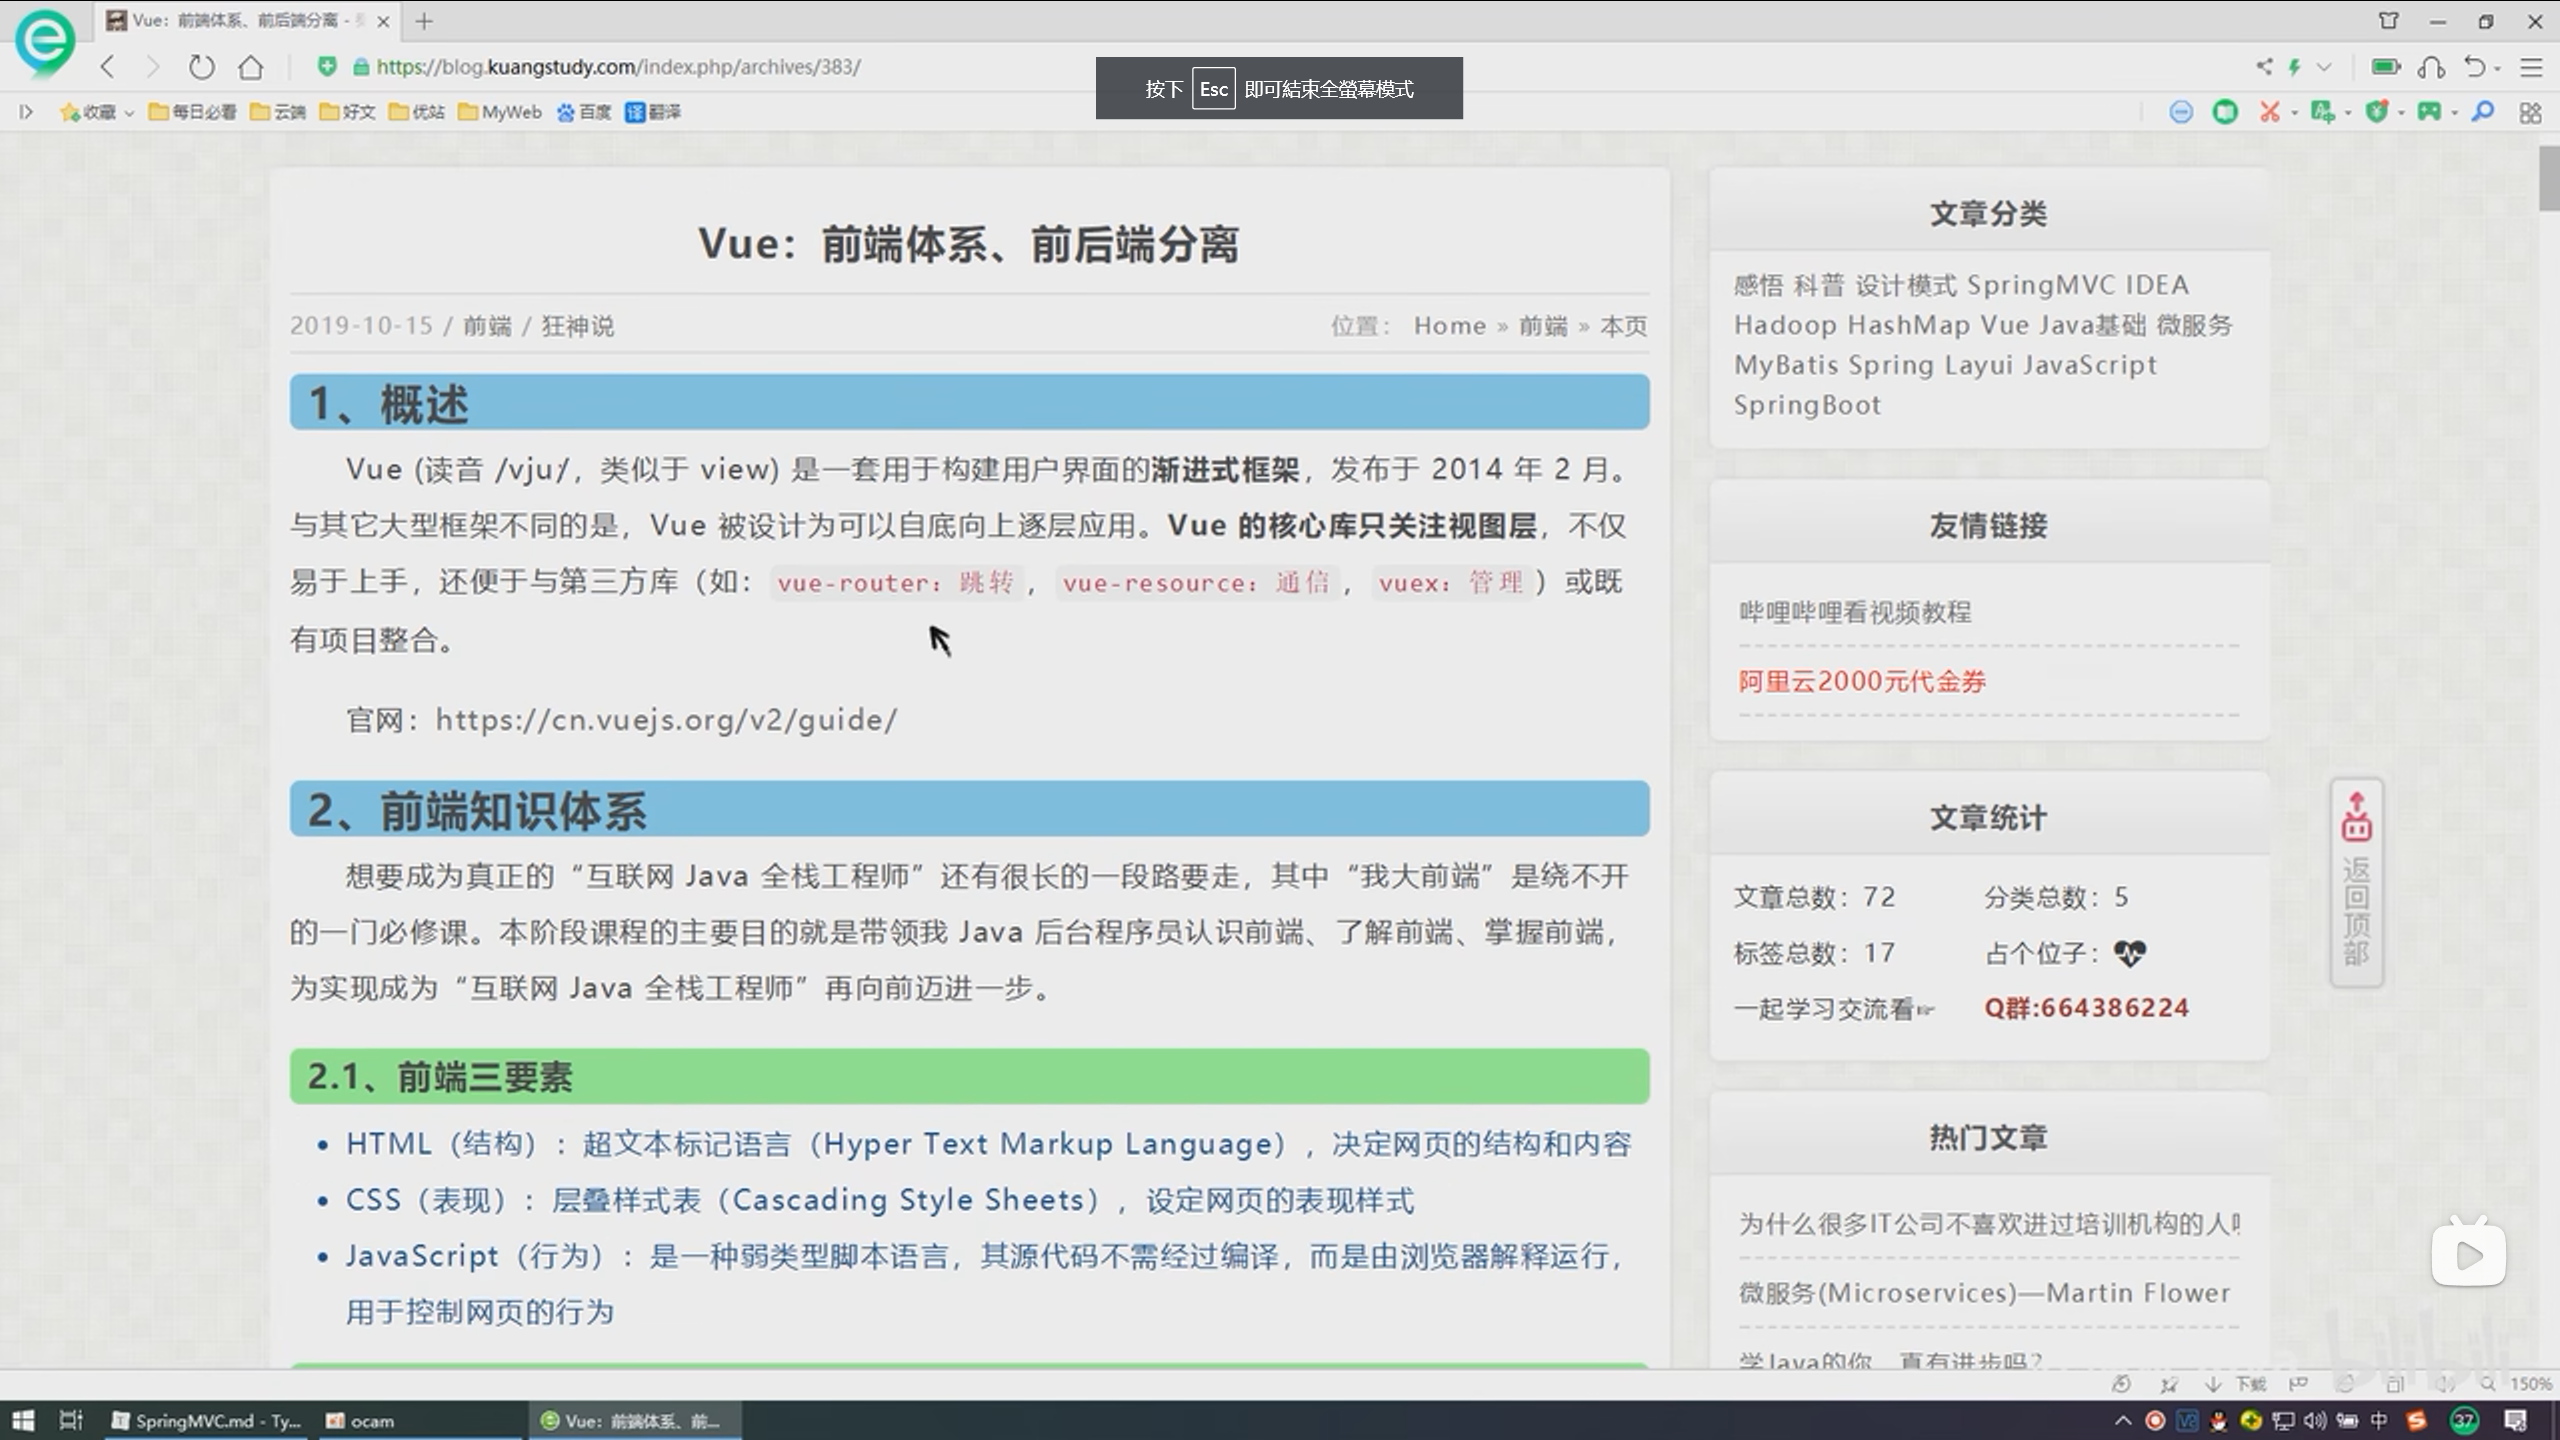 Vue：前端体系、前后端分离 -
https://blog.kuangstudy.com/index.php/archives/383/
按下 Esc 即可結束全螢幕模式
收藏 每日必看 云端 好文 优站 MyWeb 百度 译 翻译
Vue：前端体系、前后端分离
2019-10-15 / 前端 / 狂神说
位置： Home » 前端 » 本页
1、概述
Vue (读音 /vjuː/，类似于 view) 是一套用于构建用户界面的渐进式框架，发布于 2014 年 2 月。
与其它大型框架不同的是，Vue 被设计为可以自底向上逐层应用。Vue 的核心库只关注视图层，不仅
易于上手，还便于与第三方库（如：vue-router：跳转，vue-resource：通信，vuex：管理）或既
有项目整合。
官网：https://cn.vuejs.org/v2/guide/
2、前端知识体系
想要成为真正的“互联网 Java 全栈工程师”还有很长的一段路要走，其中“我大前端”是绕不开
的一门必修课。本阶段课程的主要目的就是带领我 Java 后台程序员认识前端、了解前端、掌握前端，
为实现成为“互联网 Java 全栈工程师”再向前迈进一步。
2.1、前端三要素
• HTML（结构）：超文本标记语言（Hyper Text Markup Language），决定网页的结构和内容
• CSS（表现）：层叠样式表（Cascading Style Sheets），设定网页的表现样式
• JavaScript（行为）：是一种弱类型脚本语言，其源代码不需经过编译，而是由浏览器解释运行，
用于控制网页的行为
文章分类
感悟 科普 设计模式 SpringMVC IDEA
Hadoop HashMap Vue Java基础 微服务
MyBatis Spring Layui JavaScript
SpringBoot
友情链接
哔哩哔哩看视频教程
阿里云2000元代金券
文章统计
文章总数：72 分类总数：5
标签总数：17 占个位子：
一起学习交流看☞ Q群:664386224
热门文章
为什么很多IT公司不喜欢进过培训机构的人
微服务(Microservices)—Martin Flower
学Java的你，真有进步吗?
返回顶部
bilibili
下载 150%
SpringMVC.md - Ty... ocam Vue：前端体系、前... 中 37